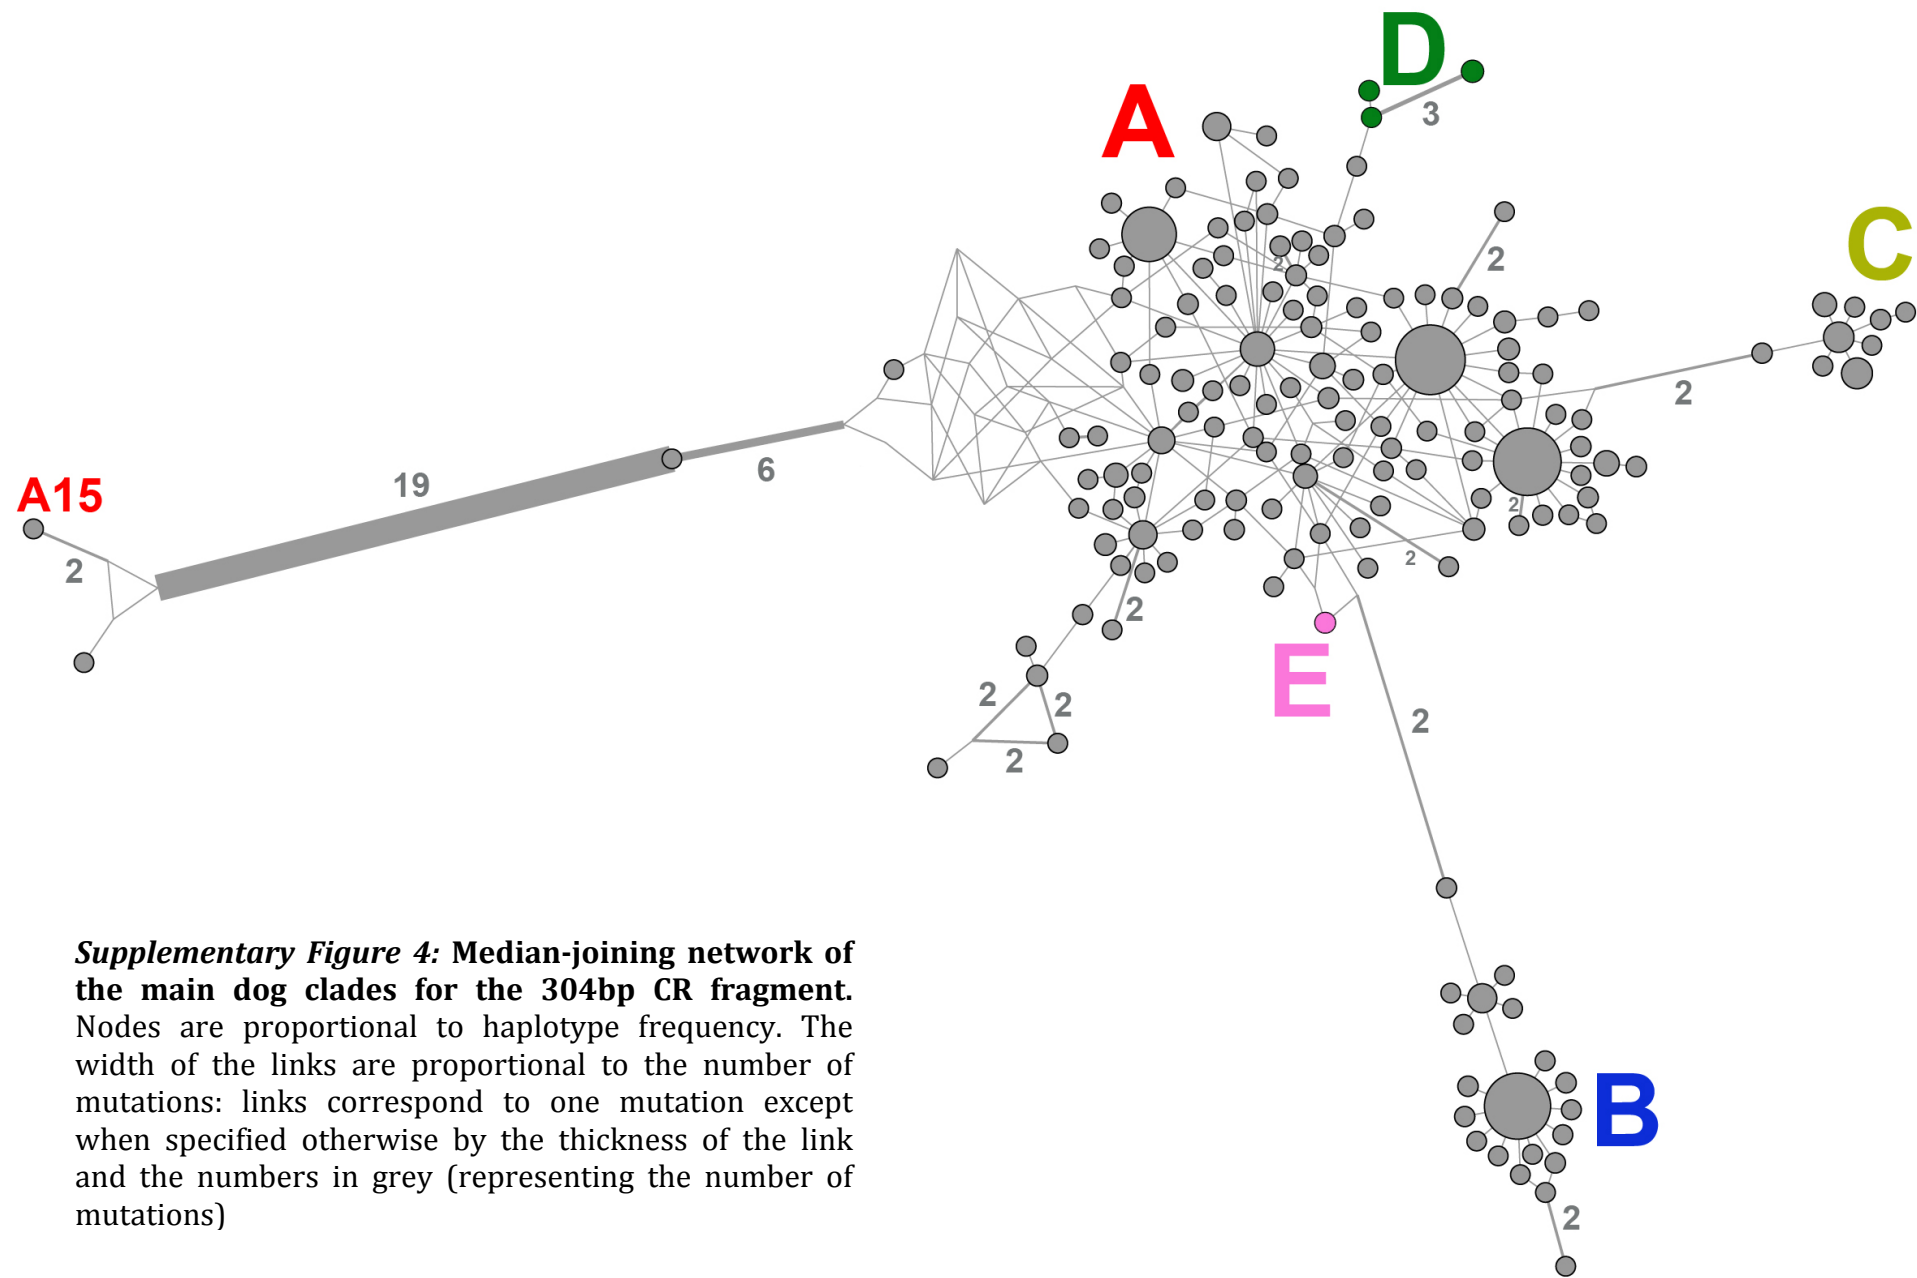 D
3
A
C
2
2
2
2
19
6
A15
2
2
2
2
E
2
2
2
2
Supplementary Figure 4: Median-joining network of
the main dog clades for the 304bp CR fragment.
Nodes are proportional to haplotype frequency. The
width of the links are proportional to the number of
mutations: links correspond to one mutation except
when specified otherwise by the thickness of the link
and the numbers in grey (representing the number of
mutations)
B
2